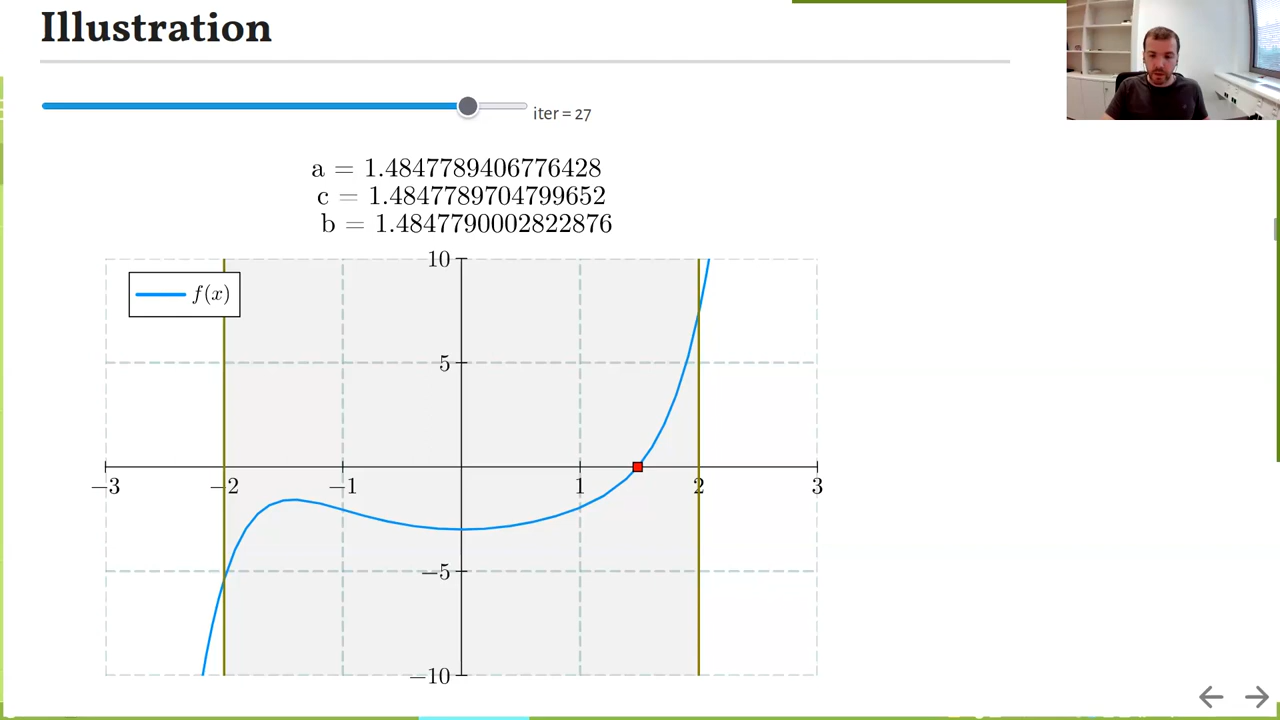 Illustration
iter = 27
a = 1.4847789406776428
c = 1.4847789704799652
b = 1.4847790002822876
f(x)
10
5
−3 −2 −1 1 2 3
−5
−10